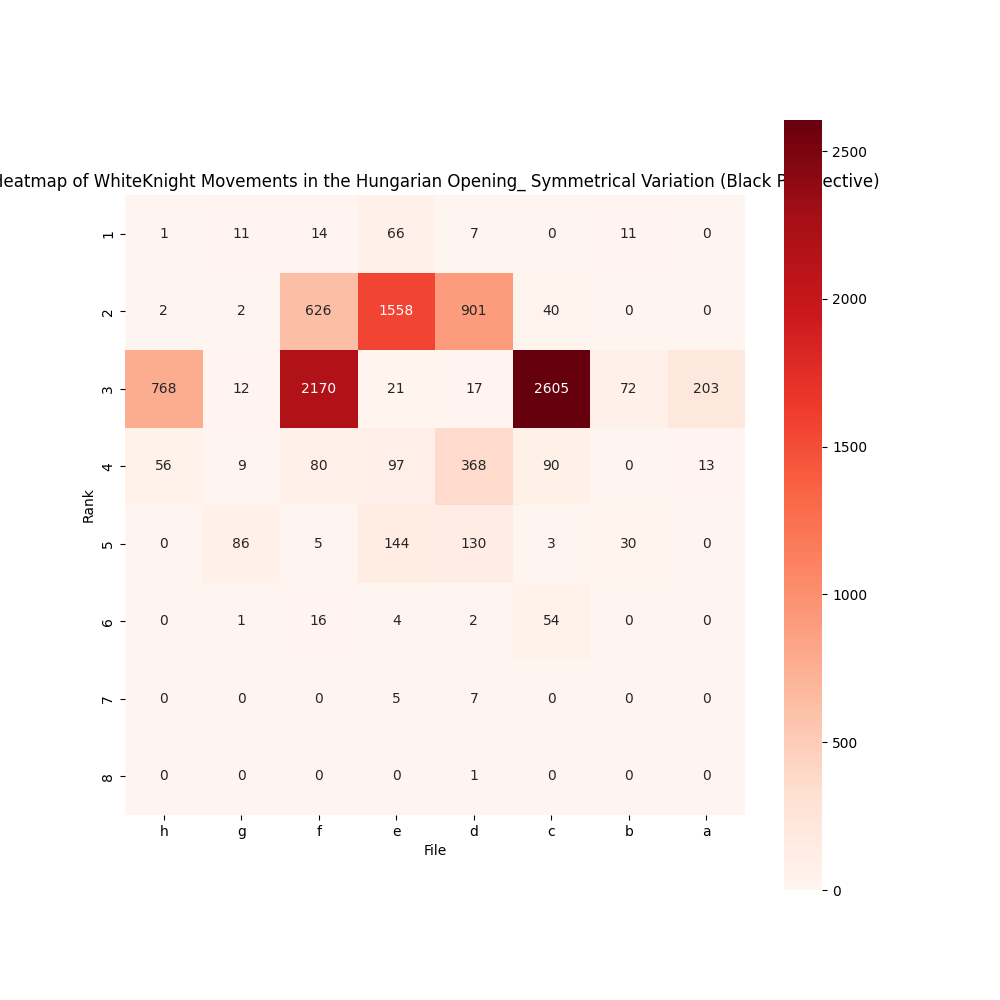 2500
Heatmap of WhiteKnight Movements in the Hungarian Opening_ Symmetrical Variation (Black P ective)
1 1 11 14 66 7 0 11 0
2000
2 2 2 626 1558 901 40 0 0
3 768 12 2170 21 17 2605 72 203
1500
4 56 9 80 97 368 90 0 13
Rank
5 0 86 5 144 130 3 30 0
1000
6 0 1 16 4 2 54 0 0
7 0 0 0 5 7 0 0 0
500
8 0 0 0 0 1 0 0 0
h g f e d c b a
File
0